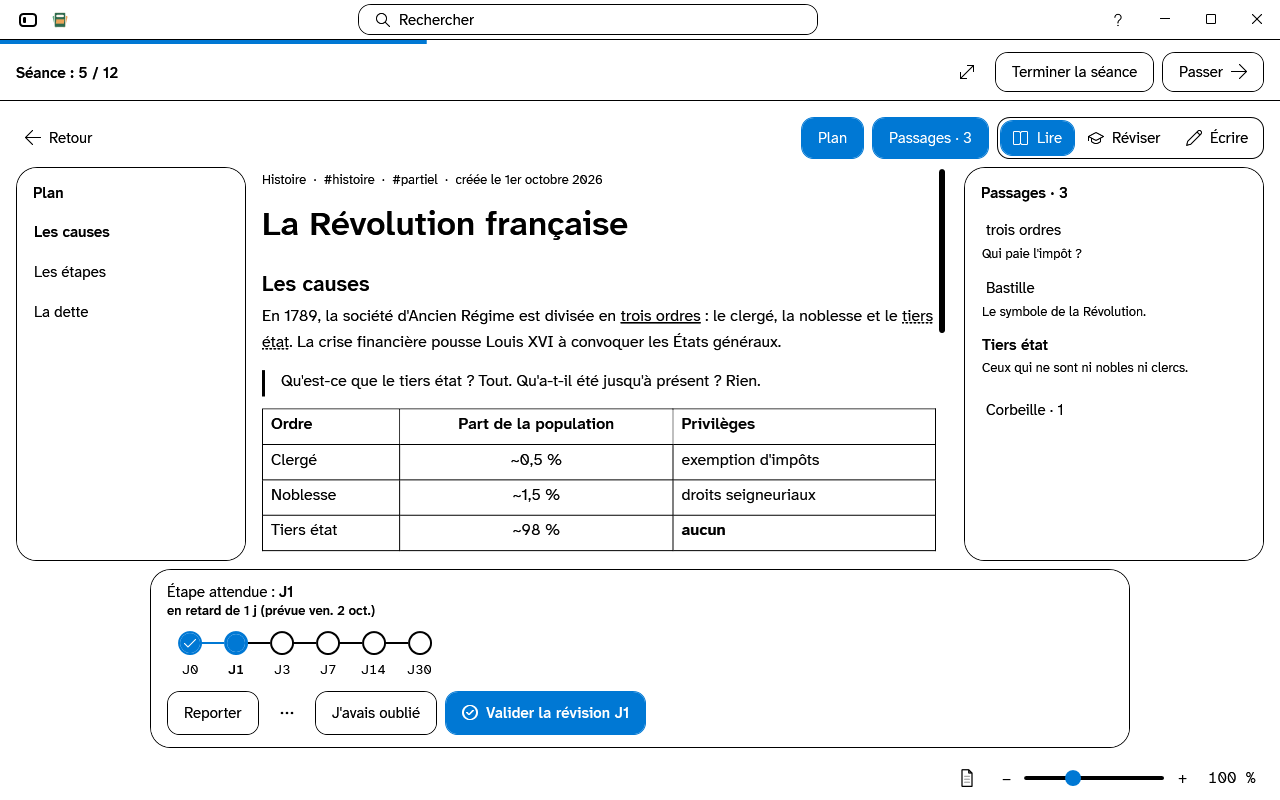 Rechercher
?
Séance : 5 / 12
Terminer la séance
Passer
Retour
Plan
Passages · 3
Lire
Réviser
Écrire
Plan
Les causes
Les étapes
La dette
Histoire · #histoire · #partiel · créée le 1er octobre 2026
La Révolution française
Les causes
En 1789, la société d'Ancien Régime est divisée en trois ordres : le clergé, la noblesse et le tiers
état. La crise financière pousse Louis XVI à convoquer les États généraux.
Qu'est-ce que le tiers état ? Tout. Qu'a-t-il été jusqu'à présent ? Rien.
Ordre Part de la population Privilèges
Clergé ~0,5 % exemption d'impôts
Noblesse ~1,5 % droits seigneuriaux
Tiers état ~98 % aucun
Passages · 3
trois ordres
Qui paie l'impôt ?
Bastille
Le symbole de la Révolution.
Tiers état
Ceux qui ne sont ni nobles ni clercs.
Corbeille · 1
Étape attendue : J1
en retard de 1 j (prévue ven. 2 oct.)
J0 J1 J3 J7 J14 J30
Reporter
···
J'avais oublié
Valider la révision J1
− + 100 %